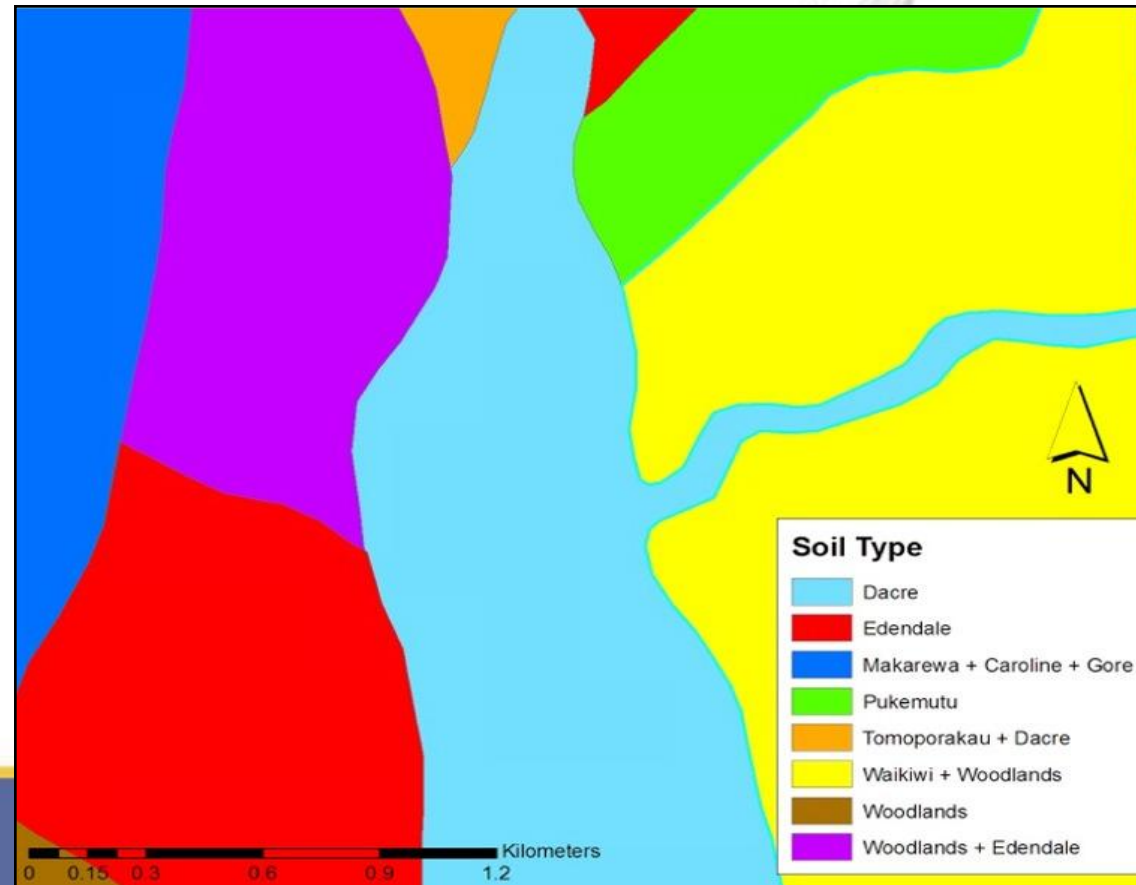 N
Soil Type
Dacre
Edendale
Makarewa + Caroline + Gore
Pukemutu
Tomoporakau + Dacre
Waikiwi + Woodlands
Woodlands
Woodlands + Edendale
Kilometers
0 0.15 0.3 0.6 0.9 1.2